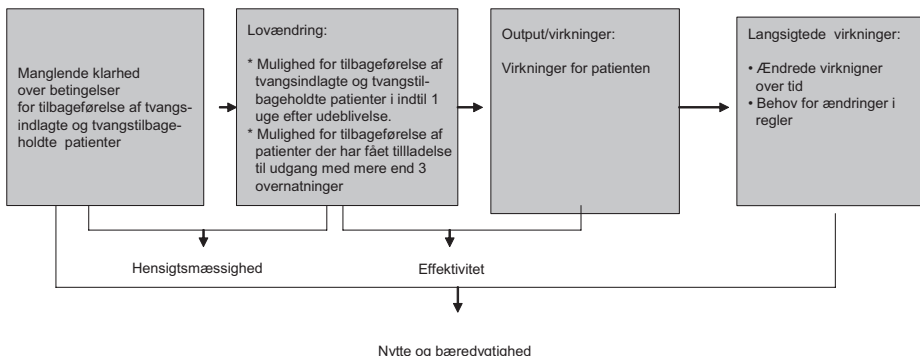 Manglende klarhed
over betingelser
for tilbageførelse af tvangs-
indlagte og tvangstilbage-
holdte patienter
Lovændring:
* Mulighed for tilbageførelse af
tvangsindlagte og tvangstil-
bageholdte patienter i indtil 1
uge efter udeblivelse.
* Mulighed for tilbageførelse af
patienter der har fået tillladelse
til udgang med mere end 3
overnatninger
Output/virkninger:
Virkninger for patienten
Langsigtede virkninger:
• Ændrede virknigner
over tid
• Behov for ændringer i
regler
Hensigtsmæssighed
Effektivitet
Nytte og bæredygtighed